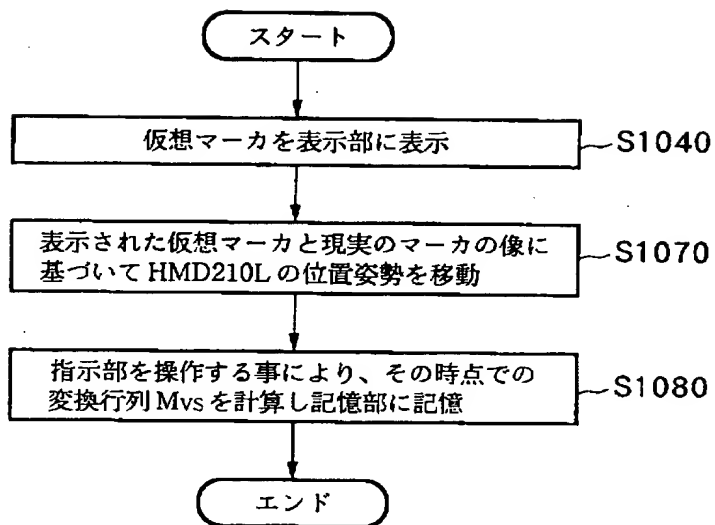 スタート
仮想マーカを表示部に表示
S1040
表示された仮想マーカと現実のマーカの像に
基づいてHMD210Lの位置姿勢を移動
S1070
指示部を操作する事により、その時点での
変換行列Mvsを計算し記憶部に記憶
S1080
エンド